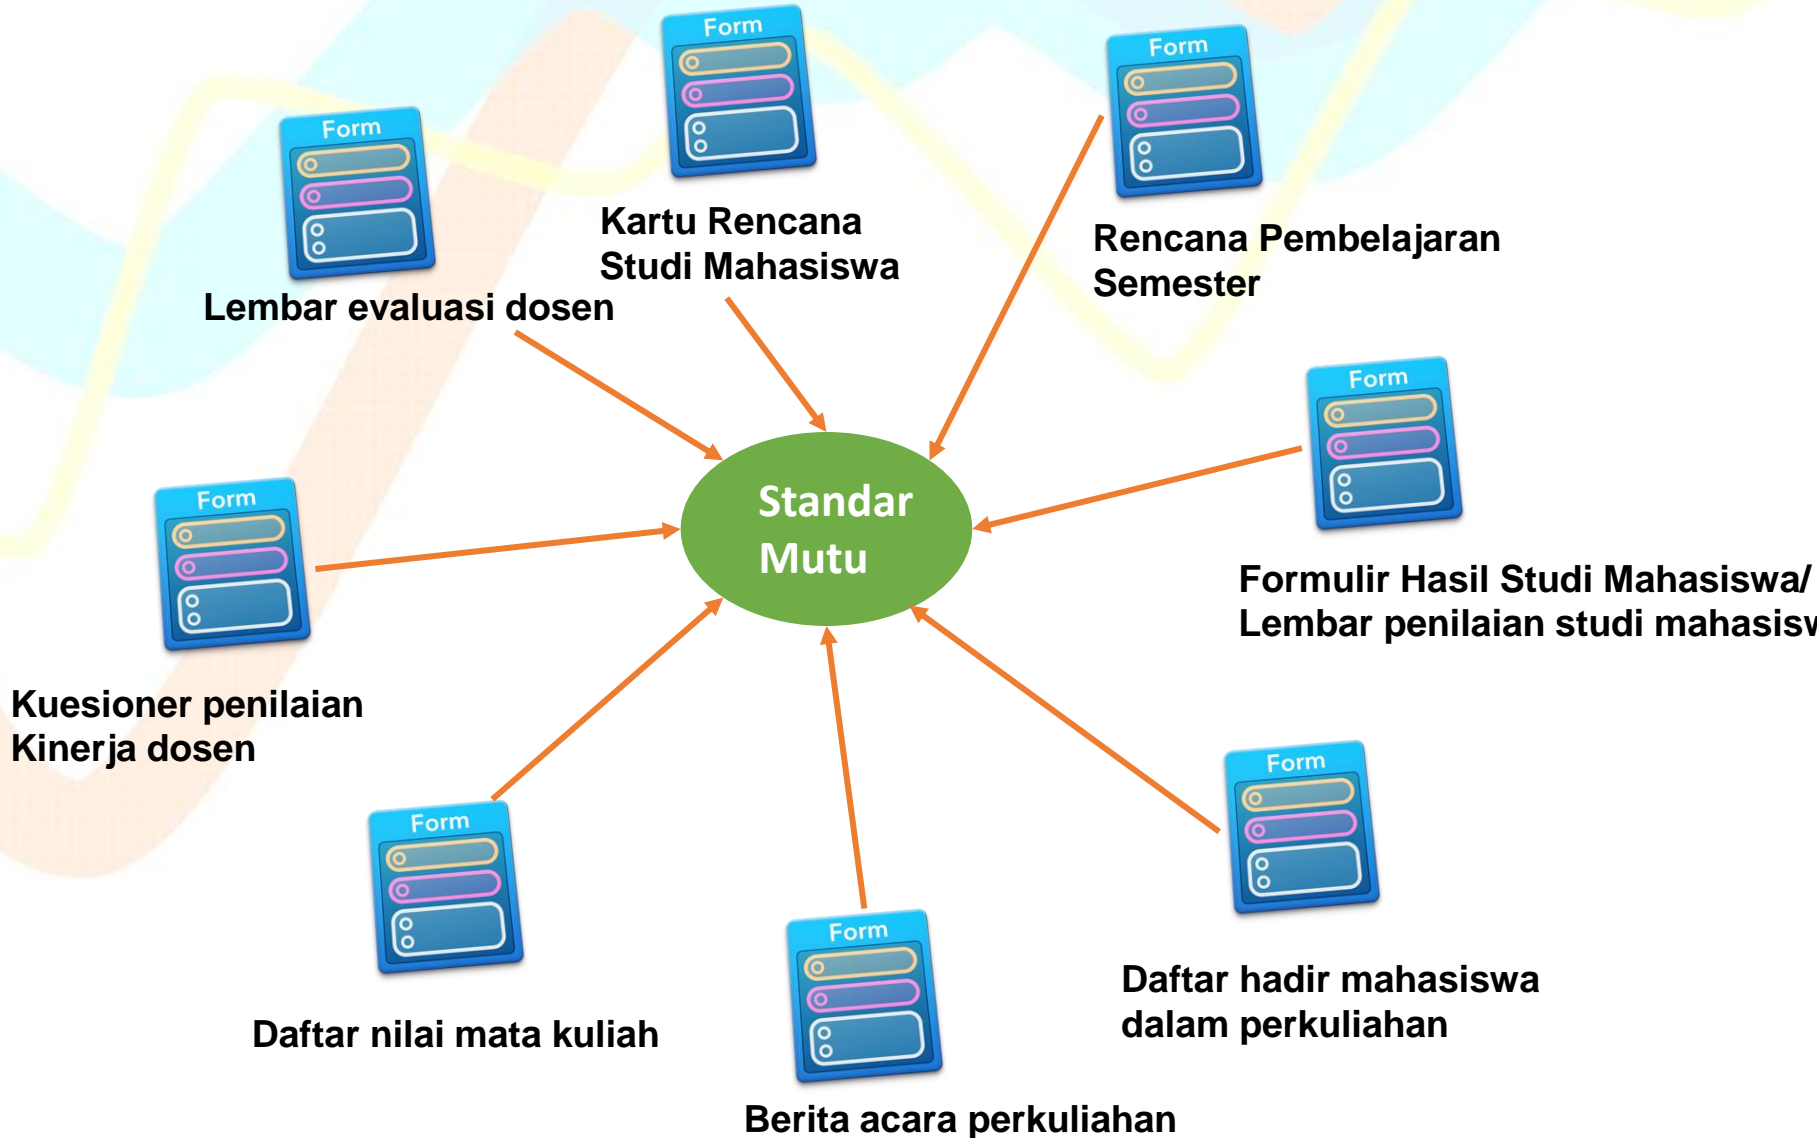 Form
Kartu Rencana
Studi Mahasiswa
Form
Rencana Pembelajaran
Semester
Form
Lembar evaluasi dosen
Form
Formulir Hasil Studi Mahasiswa/
Lembar penilaian studi
Standar
Mutu
Form
Kuesioner penilaian
Kinerja dosen
Form
Daftar hadir mahasiswa
dalam perkuliahan
Form
Daftar nilai mata kuliah
Form
Berita acara perkuliahan